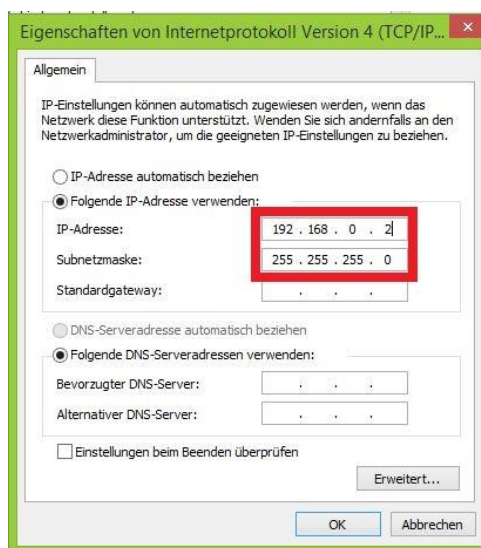 Eigenschaften von Internetprotokoll Version 4 (TCP/IP...
Allgemein
IP-Einstellungen können automatisch zugewiesen werden, wenn das
Netzwerk diese Funktion unterstützt. Wenden Sie sich andernfalls an den
Netzwerkadministrator, um die geeigneten IP-Einstellungen zu beziehen.
IP-Adresse automatisch beziehen
Folgende IP-Adresse verwenden:
IP-Adresse: 192 . 168 . 0 . 2
Subnetzmaske: 255 . 255 . 255 . 0
Standardgateway: . . .
DNS-Serveradresse automatisch beziehen
Folgende DNS-Serveradressen verwenden:
Bevorzugter DNS-Server: . . .
Alternativer DNS-Server: . . .
Einstellungen beim Beenden überprüfen
Erweitert...
OK Abbrechen